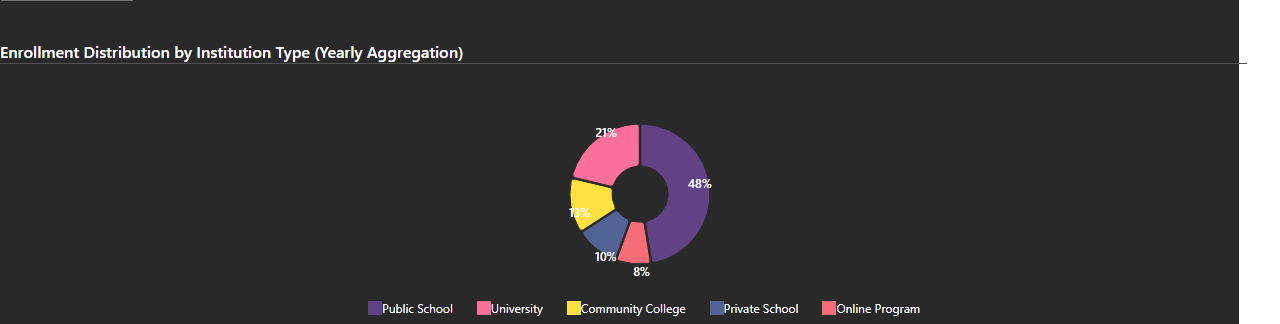 Enrollment Distribution by Institution Type (Yearly Aggregation)
21%
48%
13%
10%
8%
Public School University Community College Private School Online Program